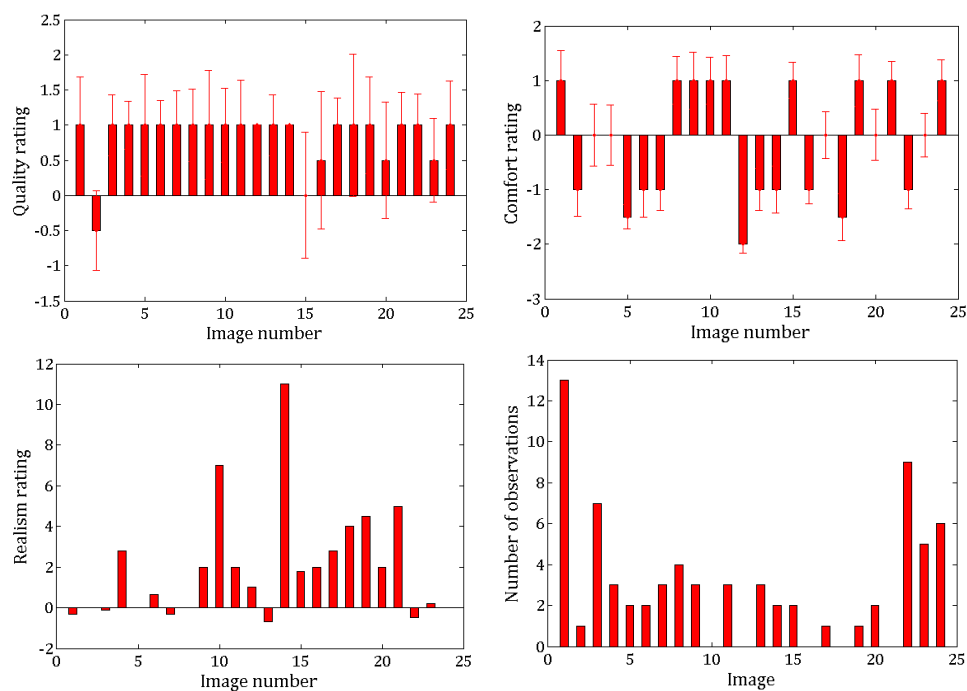 2.5
2
1.5
1
0.5
0
-0.5
-1
-1.5
0 5 10 15 20 25
Quality rating
Image number
2
1
0
-1
-2
-3
0 5 10 15 20 25
Comfort rating
Image number
12
10
8
6
4
2
0
-2
0 5 10 15 20 25
Realism rating
Image number
14
12
10
8
6
4
2
0
0 5 10 15 20 25
Number of observations
Image